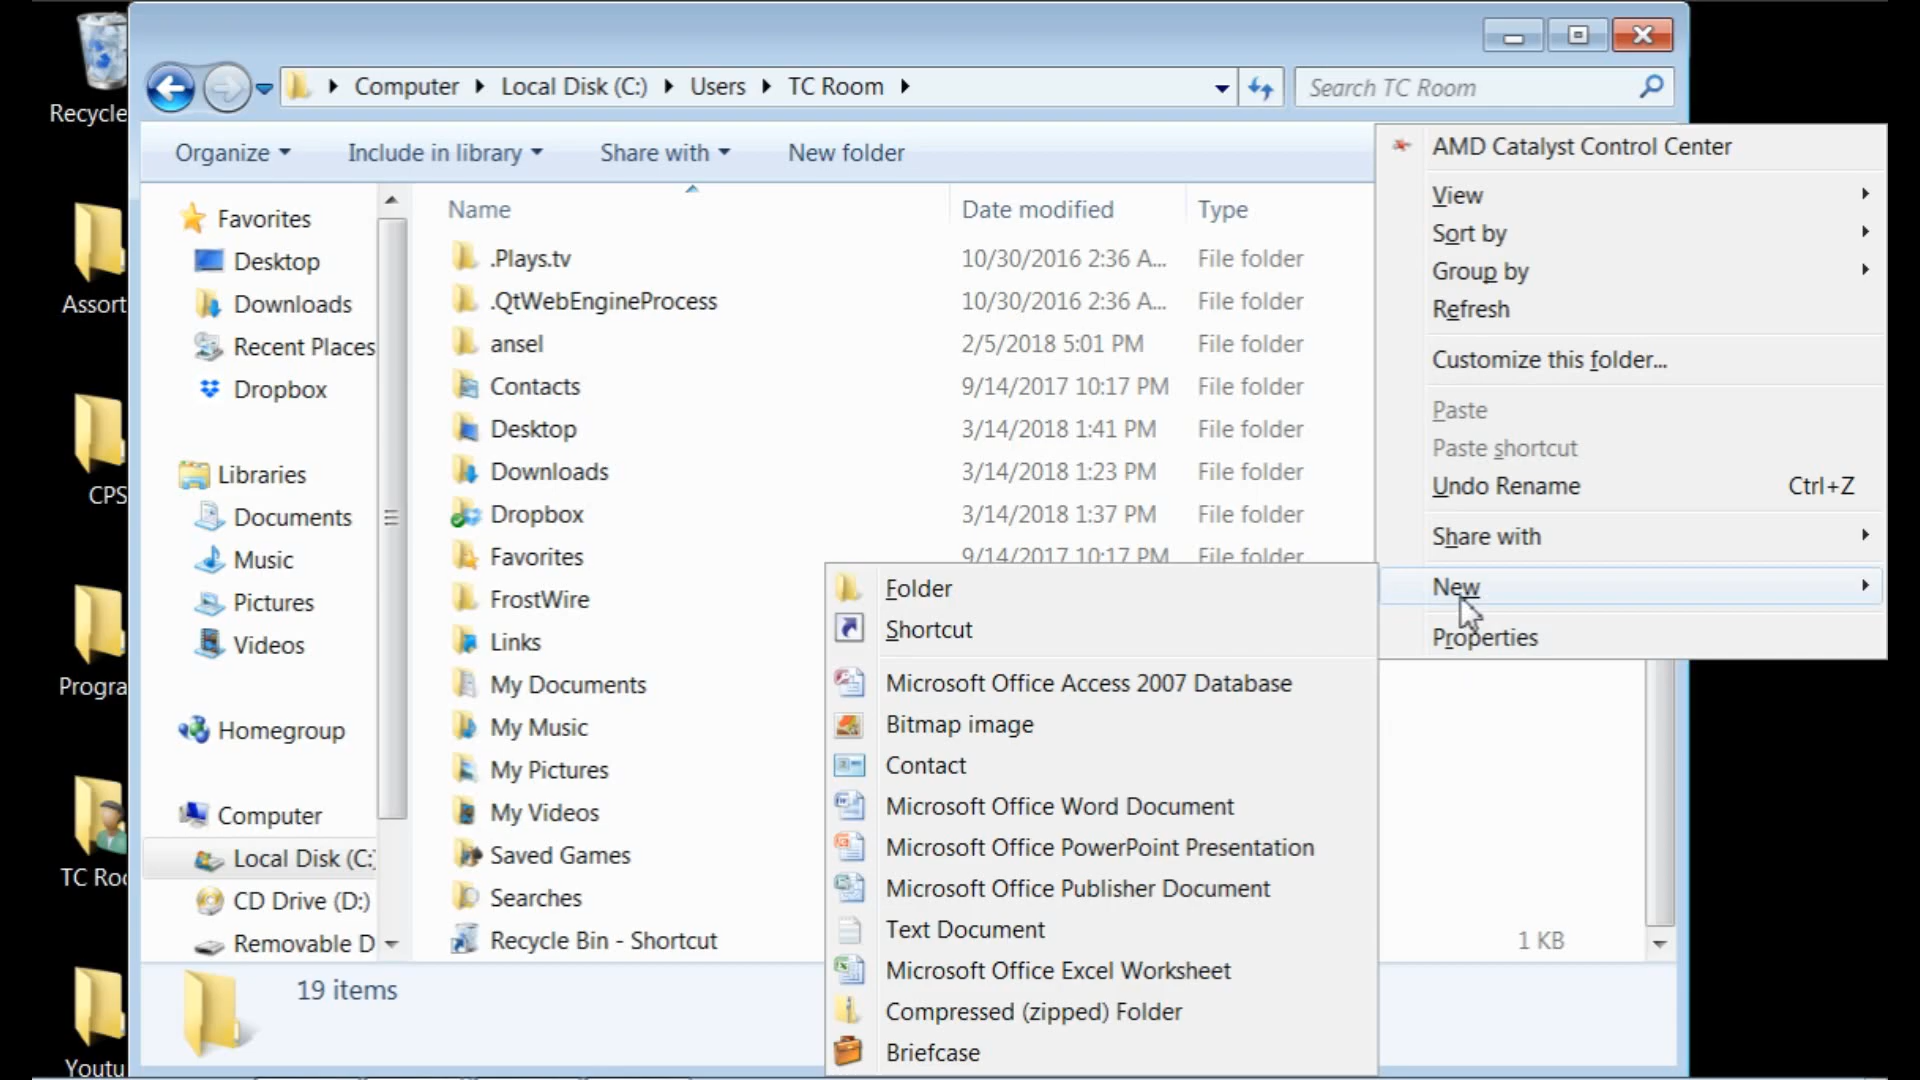 Recycle
Assort
CPS
Progra
TC Roo
Youtu
Computer Local Disk (C:) Users TC Room
Search TC Room
Organize Include in library Share with New folder
Favorites
Desktop
Downloads
Recent Places
Dropbox
Libraries
Documents
Music
Pictures
Videos
Homegroup
Computer
Local Disk (C:)
CD Drive (D:)
Removable D
Name Date modified Type
.Plays.tv 10/30/2016 2:36 A... File folder
.QtWebEngineProcess 10/30/2016 2:36 A... File folder
ansel 2/5/2018 5:01 PM File folder
Contacts 9/14/2017 10:17 PM File folder
Desktop 3/14/2018 1:41 PM File folder
Downloads 3/14/2018 1:23 PM File folder
Dropbox 3/14/2018 1:37 PM File folder
Favorites 9/14/2017 10:17 PM File folder
FrostWire
Links
My Documents
My Music
My Pictures
My Videos
Saved Games
Searches
Recycle Bin - Shortcut 1 KB
19 items
AMD Catalyst Control Center
View
Sort by
Group by
Refresh
Customize this folder...
Paste
Paste shortcut
Undo Rename Ctrl+Z
Share with
New
Properties
Folder
Shortcut
Microsoft Office Access 2007 Database
Bitmap image
Contact
Microsoft Office Word Document
Microsoft Office PowerPoint Presentation
Microsoft Office Publisher Document
Text Document
Microsoft Office Excel Worksheet
Compressed (zipped) Folder
Briefcase